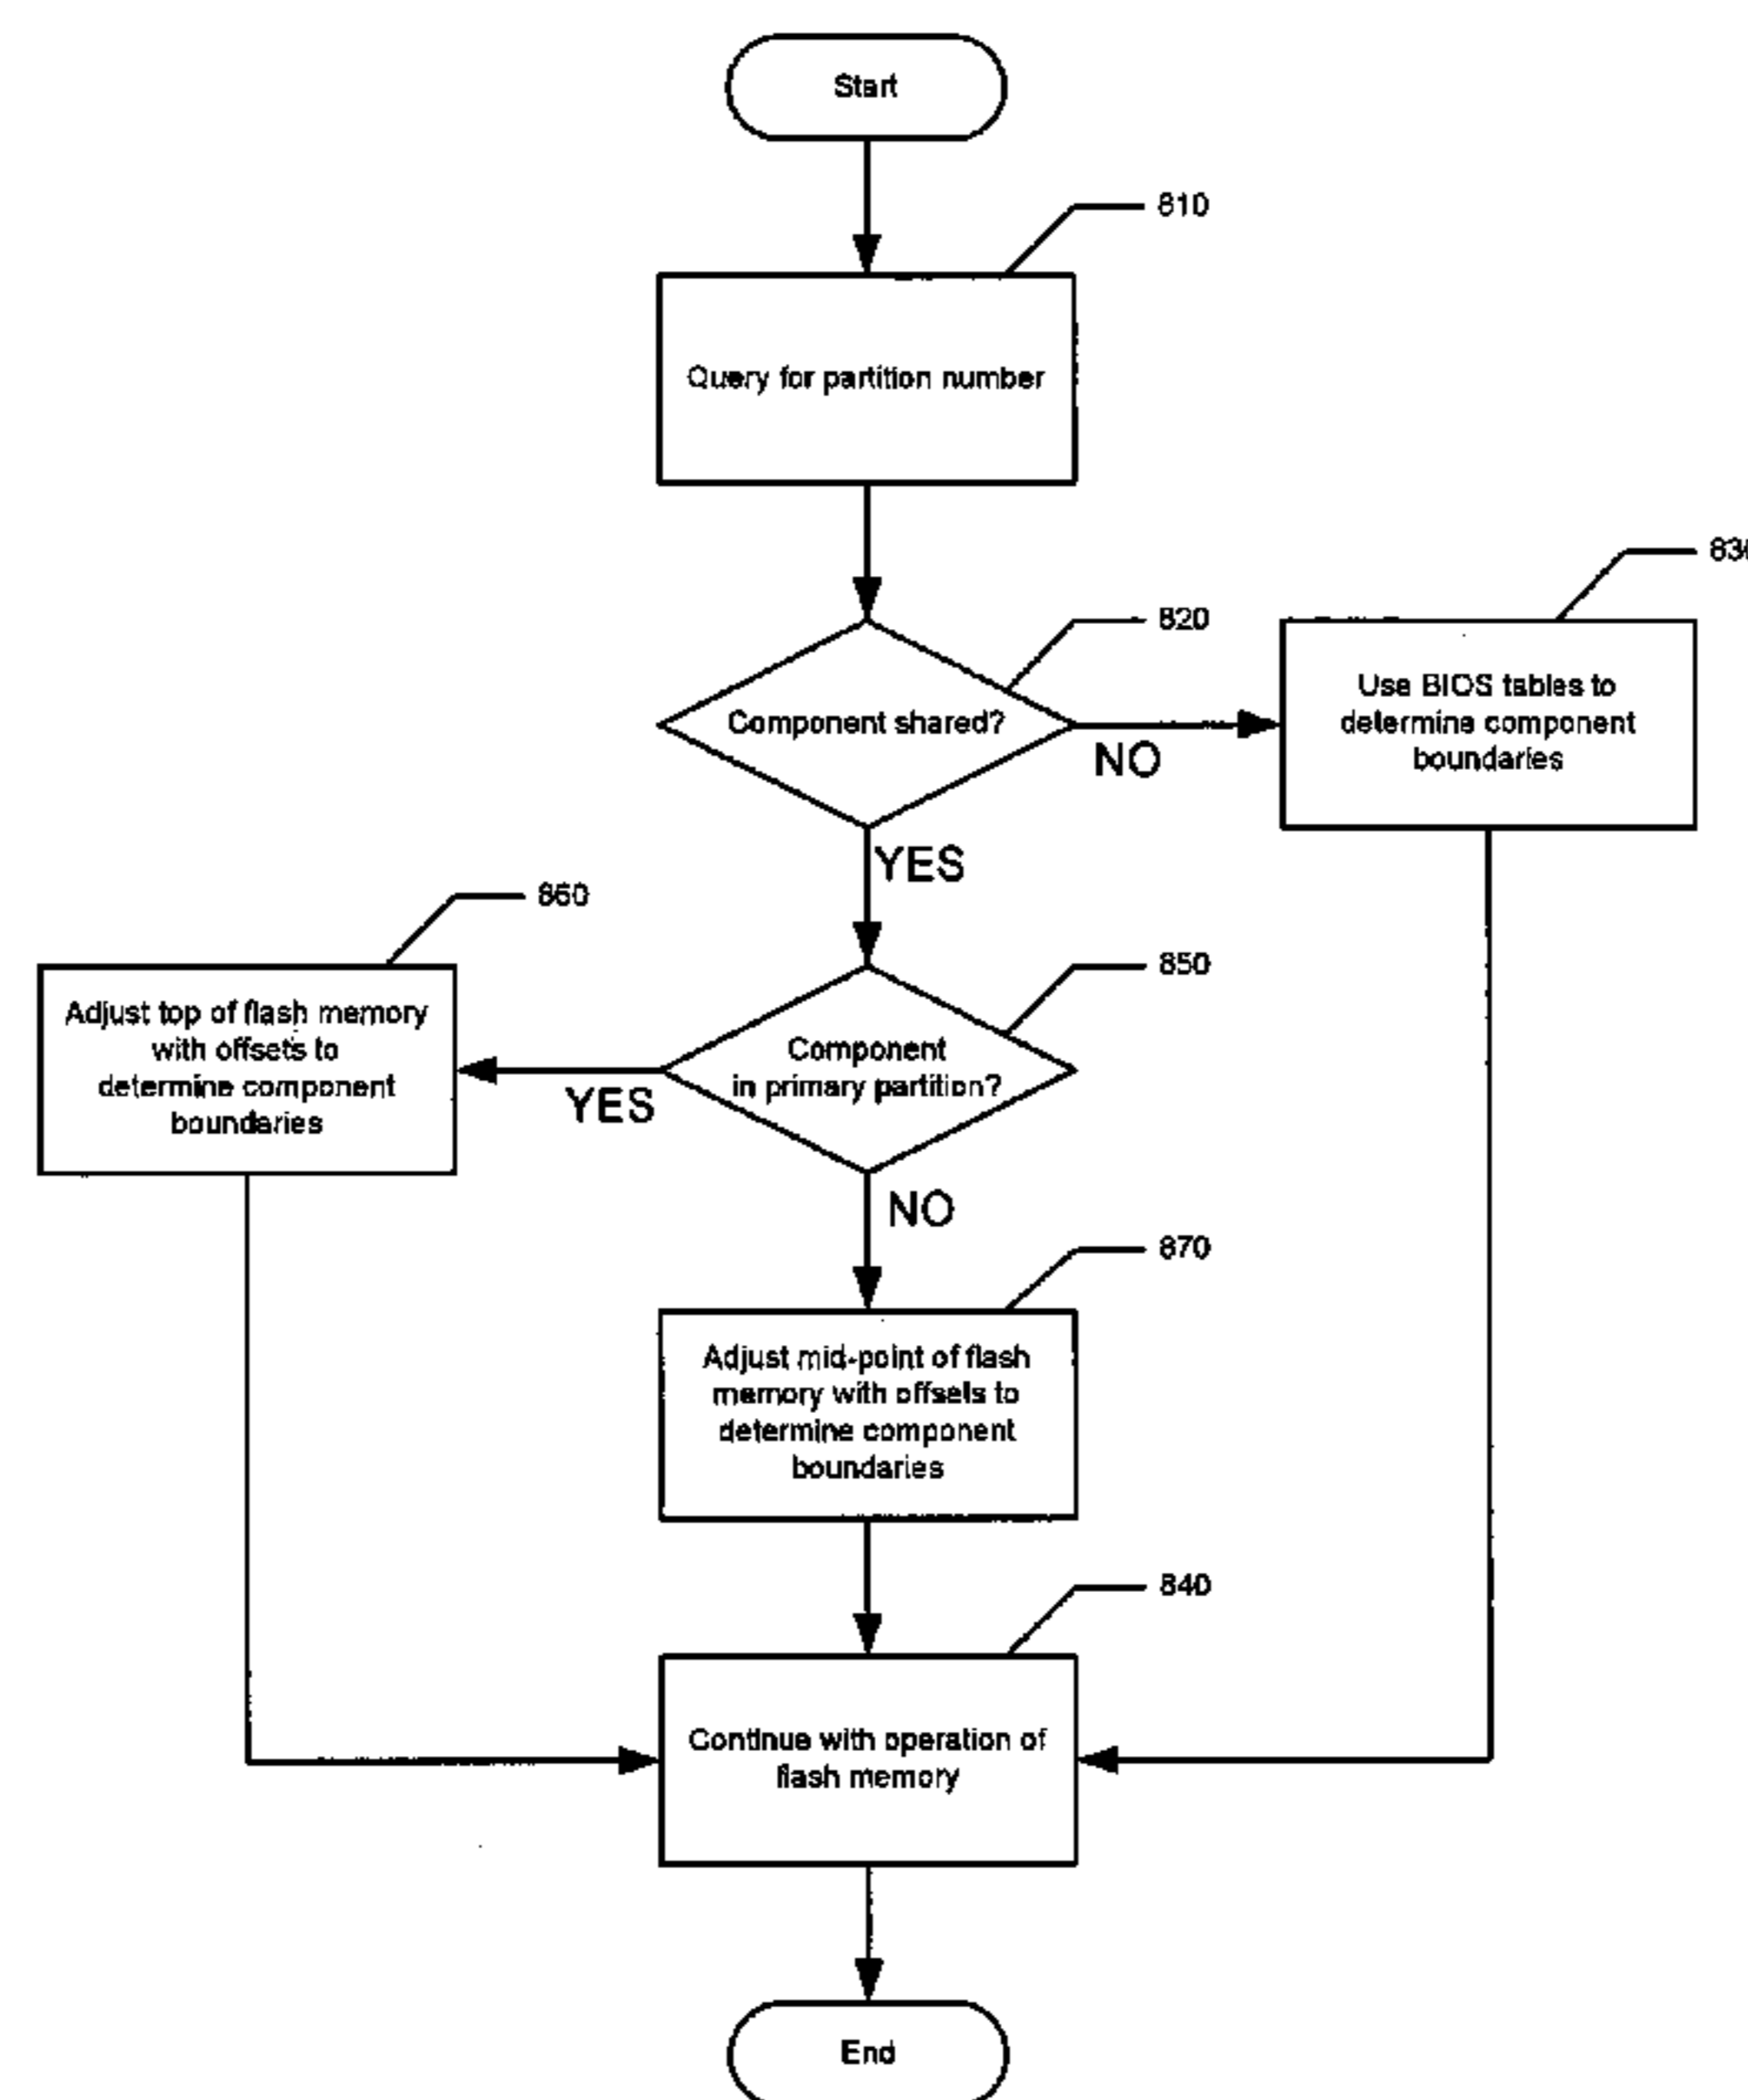 Start
810
Query for partition number
820
Component shared?
NO
Use BIOS tables to
determine component
boundaries
YES
860
Adjust top of flash memory
with offsets to
determine component
boundaries
850
Component
in primary partition?
YES
NO
870
Adjust mid-point of flash
memory with offsets to
determine component
boundaries
840
Continue with operation of
flash memory
End